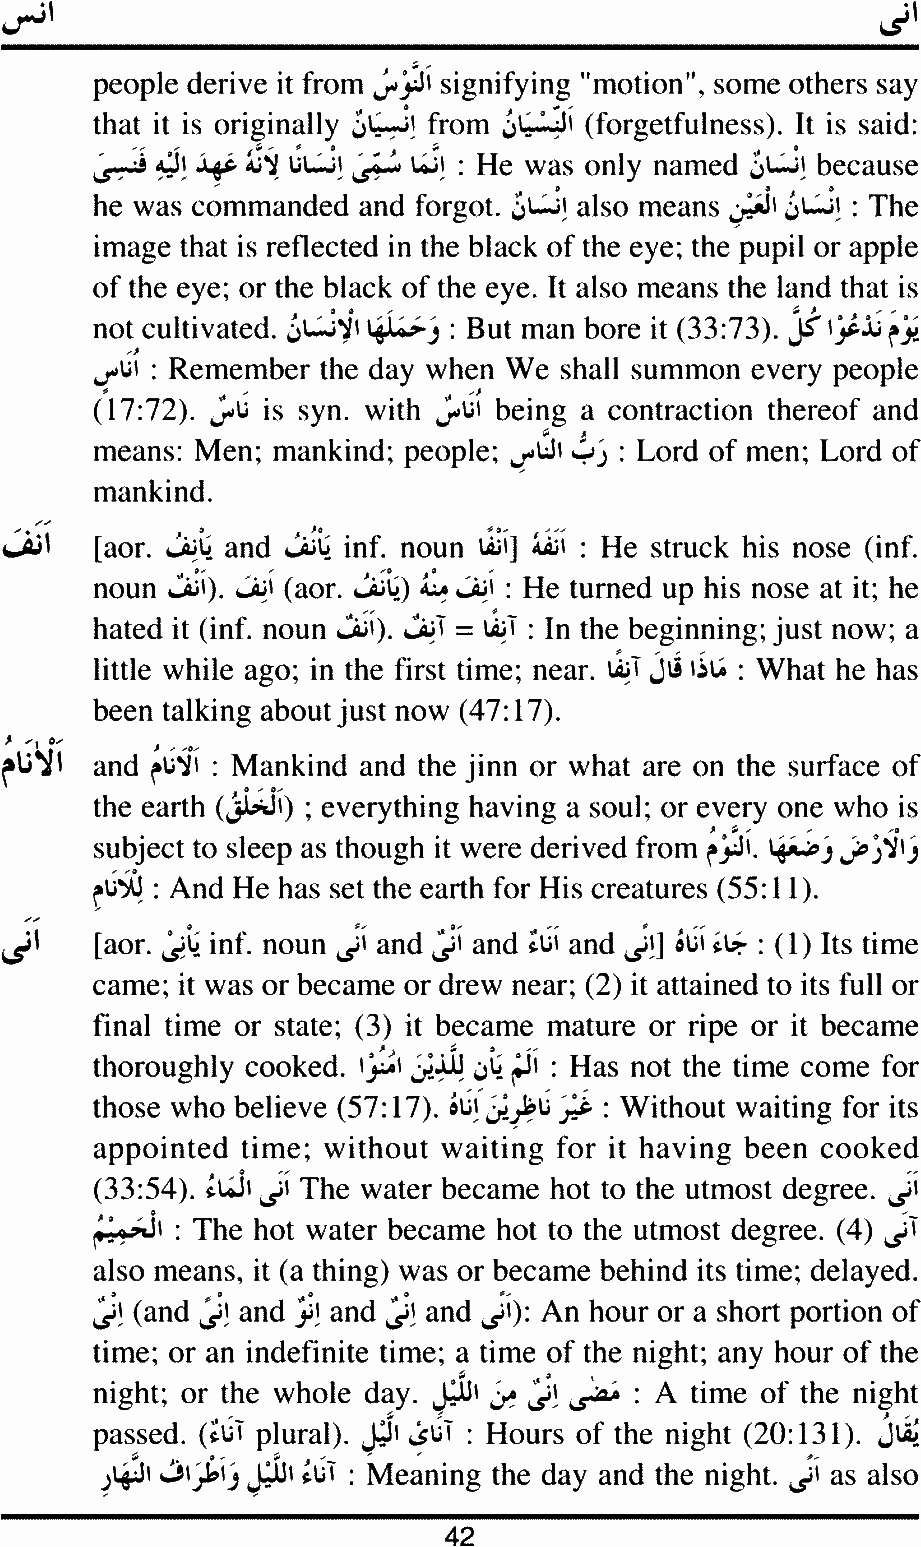 انس انى
people derive it from اَلنَّوْسُ signifying "motion", some others say
that it is originally اِنْسِيَانٌ from اَلنِّسْيَانُ (forgetfulness). It is said:
اِنَّمَا سُمِّىَ اِنْسَانًا لِاَنَّهُ عَهِدَ اِلَيْهِ فَنَسِىَ : He was only named اِنْسَانٌ because
he was commanded and forgot. اِنْسَانٌ also means اِنْسَانُ الْعَيْنِ : The
image that is reflected in the black of the eye; the pupil or apple
of the eye; or the black of the eye. It also means the land that is
not cultivated. وَحَمَلَهَا الْاِنْسَانُ : But man bore it (33:73). يَوْمَ نَدْعُوْا كُلَّ
اُنَاسٍ : Remember the day when We shall summon every people
(17:72). نَاسٌ is syn. with اُنَاسٌ being a contraction thereof and
means: Men; mankind; people; رَبُّ النَّاسِ : Lord of men; Lord of
mankind.
اَنَفَ [aor. يَأْنِفُ and يَأْنُفُ inf. noun اَنْفًا] اَنَفَهُ : He struck his nose (inf.
noun اَنْفٌ). اَنِفَ (aor. يَأْنَفُ) اَنِفَ مِنْهُ : He turned up his nose at it; he
hated it (inf. noun اَنَفٌ). آنِفٌ = آنِفًا : In the beginning; just now; a
little while ago; in the first time; near. مَاذَا قَالَ آنِفًا : What he has
been talking about just now (47:17).
اَلْاَنَامُ and اَلْآنَامُ : Mankind and the jinn or what are on the surface of
the earth (اَلْخَلْقُ) ; everything having a soul; or every one who is
subject to sleep as though it were derived from اَلنَّوْمُ. وَالْاَرْضَ وَضَعَهَا
لِلْاَنَامِ : And He has set the earth for His creatures (55:11).
اَنَى [aor. يَأْنِىْ inf. noun اَنًى and اَنْىٌ and اَنَاءٌ and اِنًى] جَاءَ اَنَاهُ : (1) Its time
came; it was or became or drew near; (2) it attained to its full or
final time or state; (3) it became mature or ripe or it became
thoroughly cooked. اَلَمْ يَأْنِ لِلَّذِيْنَ اٰمَنُوْا : Has not the time come for
those who believe (57:17). غَيْرَ نَاظِرِيْنَ اِنَاهُ : Without waiting for its
appointed time; without waiting for it having been cooked
(33:54). اَنَى الْمَاءُ The water became hot to the utmost degree. اَنَى
الْحَمِيْمُ : The hot water became hot to the utmost degree. (4) آنَى
also means, it (a thing) was or became behind its time; delayed.
اِنْىٌ (and اِنًى and اِنْوٌ and اِنْىٌ and اَنًى): An hour or a short portion of
time; or an indefinite time; a time of the night; any hour of the
night; or the whole day. مَضٰى اِنْىٌ مِنَ اللَّيْلِ : A time of the night
passed. (آنَاءٌ plural). آنَائِ اللَّيْلِ : Hours of the night (20:131). يُقَالُ
آنَاءُ اللَّيْلِ وَاَطْرَافُ النَّهَارِ : Meaning the day and the night. اَنًى as also
42